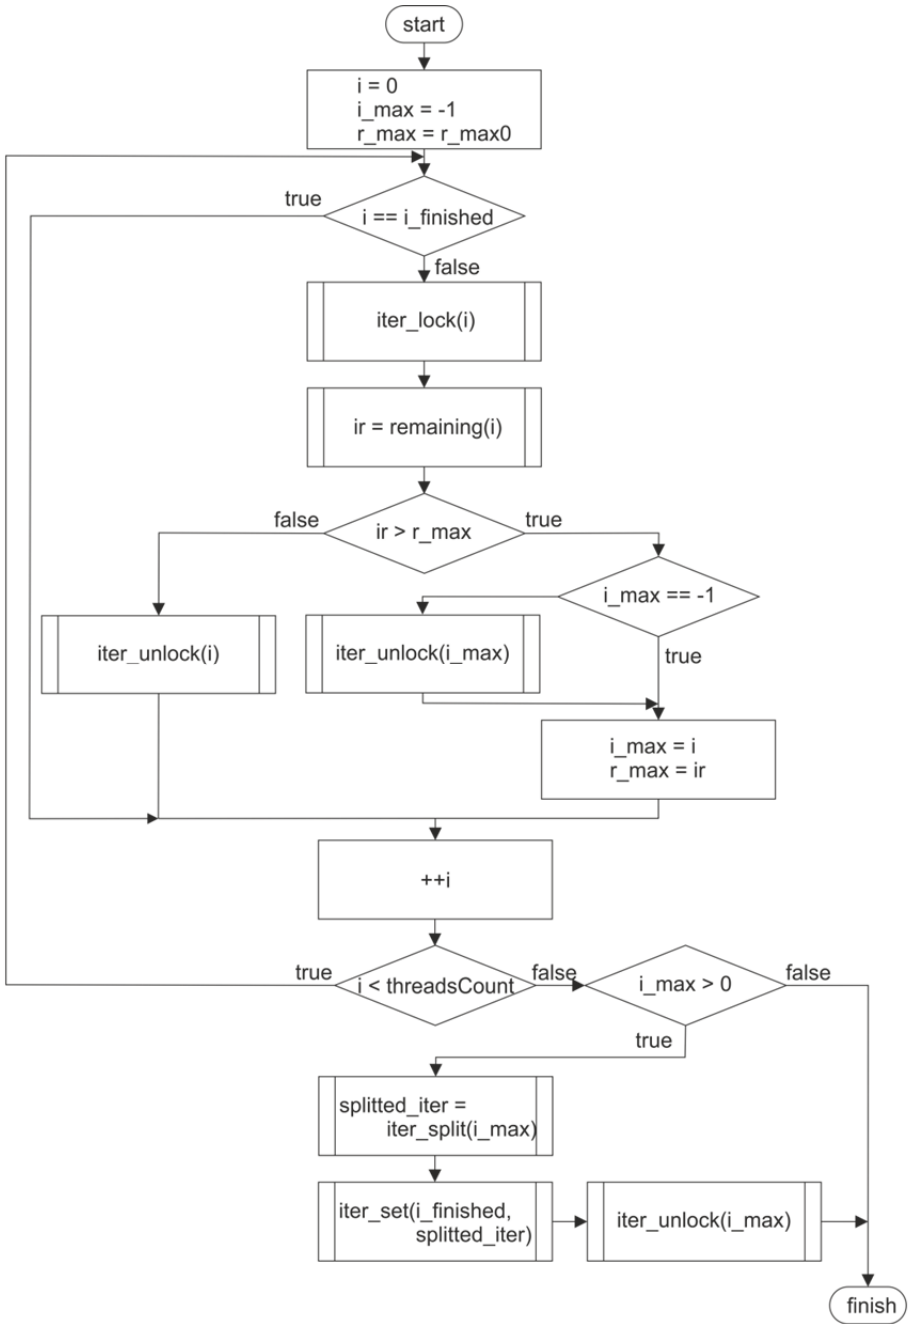 start
i = 0
i_max = -1
r_max = r_max0
true
i == i_finished
false
iter_lock(i)
ir = remaining(i)
false
ir > r_max
true
i_max == -1
iter_unlock(i)
iter_unlock(i_max)
true
i_max = i
r_max = ir
++i
true
i < threadsCount
false
i_max > 0
false
true
splitted_iter =
iter_split(i_max)
iter_set(i_finished,
splitted_iter)
iter_unlock(i_max)
finish